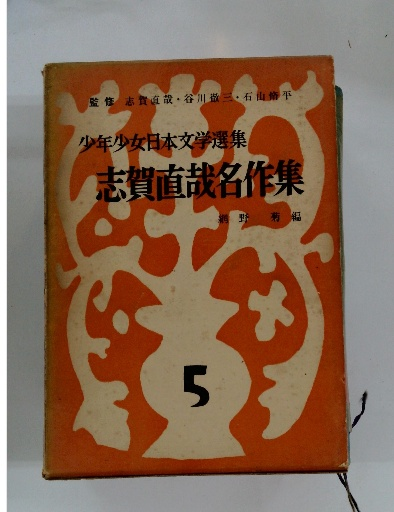 監修 志賀直哉・谷川徹三・石山脩平
少年少女日本文学選集
志賀直哉名作集
網野 菊 編
5